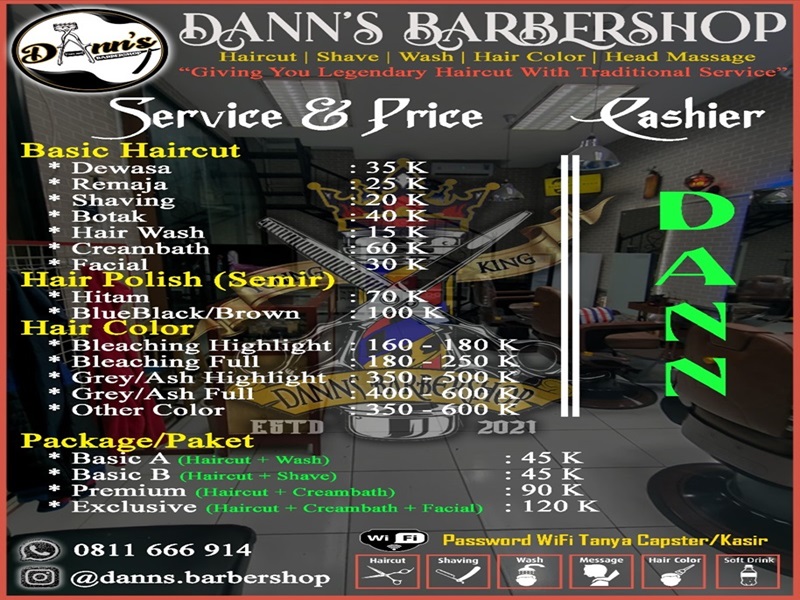 Dann's
BARBERSHOP
DANN'S BARBERSHOP
Haircut | Shave | Wash | Hair Color | Head Massage
“Giving You Legendary Haircut With Traditional Service”
Service & Price
Cashier
Basic Haircut
* Dewasa : 35 K
* Remaja : 25 K
* Shaving : 20 K
* Botak : 40 K
* Hair Wash : 15 K
* Creambath : 60 K
* Facial : 30 K
Hair Polish (Semir)
* Hitam : 70 K
* BlueBlack/Brown : 100 K
Hair Color
* Bleaching Highlight : 160 - 180 K
* Bleaching Full : 180 - 250 K
* Grey/Ash Highlight : 350 - 500 K
* Grey/Ash Full : 400 - 600 K
* Other Color : 350 - 600 K
DANN
KING
DANN'S BARBERSHOP
ESTD 2021
Package/Paket
* Basic A (Haircut + Wash) : 45 K
* Basic B (Haircut + Shave) : 45 K
* Premium (Haircut + Creambath) : 90 K
* Exclusive (Haircut + Creambath + Facial) : 120 K
0811 666 914
@danns.barbershop
Wi Fi
Password WiFi Tanya Capster/Kasir
Haircut
Shaving
Wash
Message
Hair Color
Soft Drink